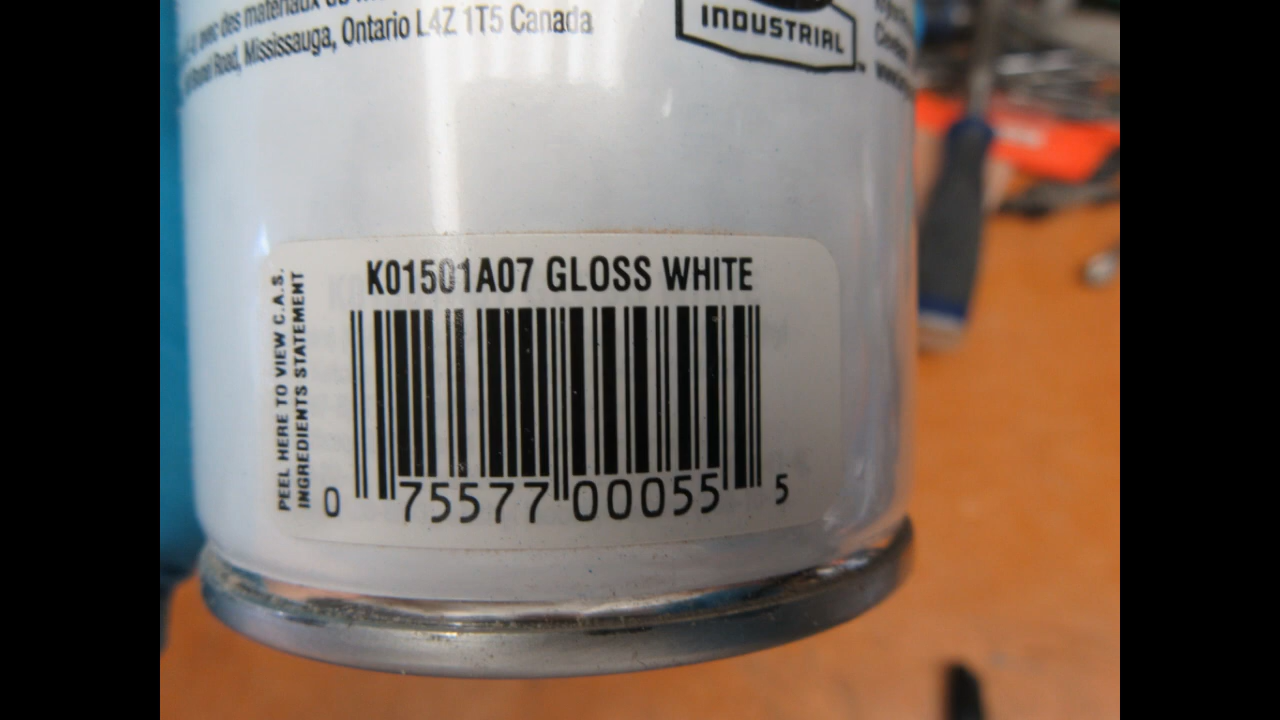 avec des matériaux
Road, Mississauga, Ontario L4Z 1T5 Canada
INDUSTRIAL
K01501A07 GLOSS WHITE
PEEL HERE TO VIEW C.A.S.
INGREDIENTS STATEMENT
0 75577 00055 5